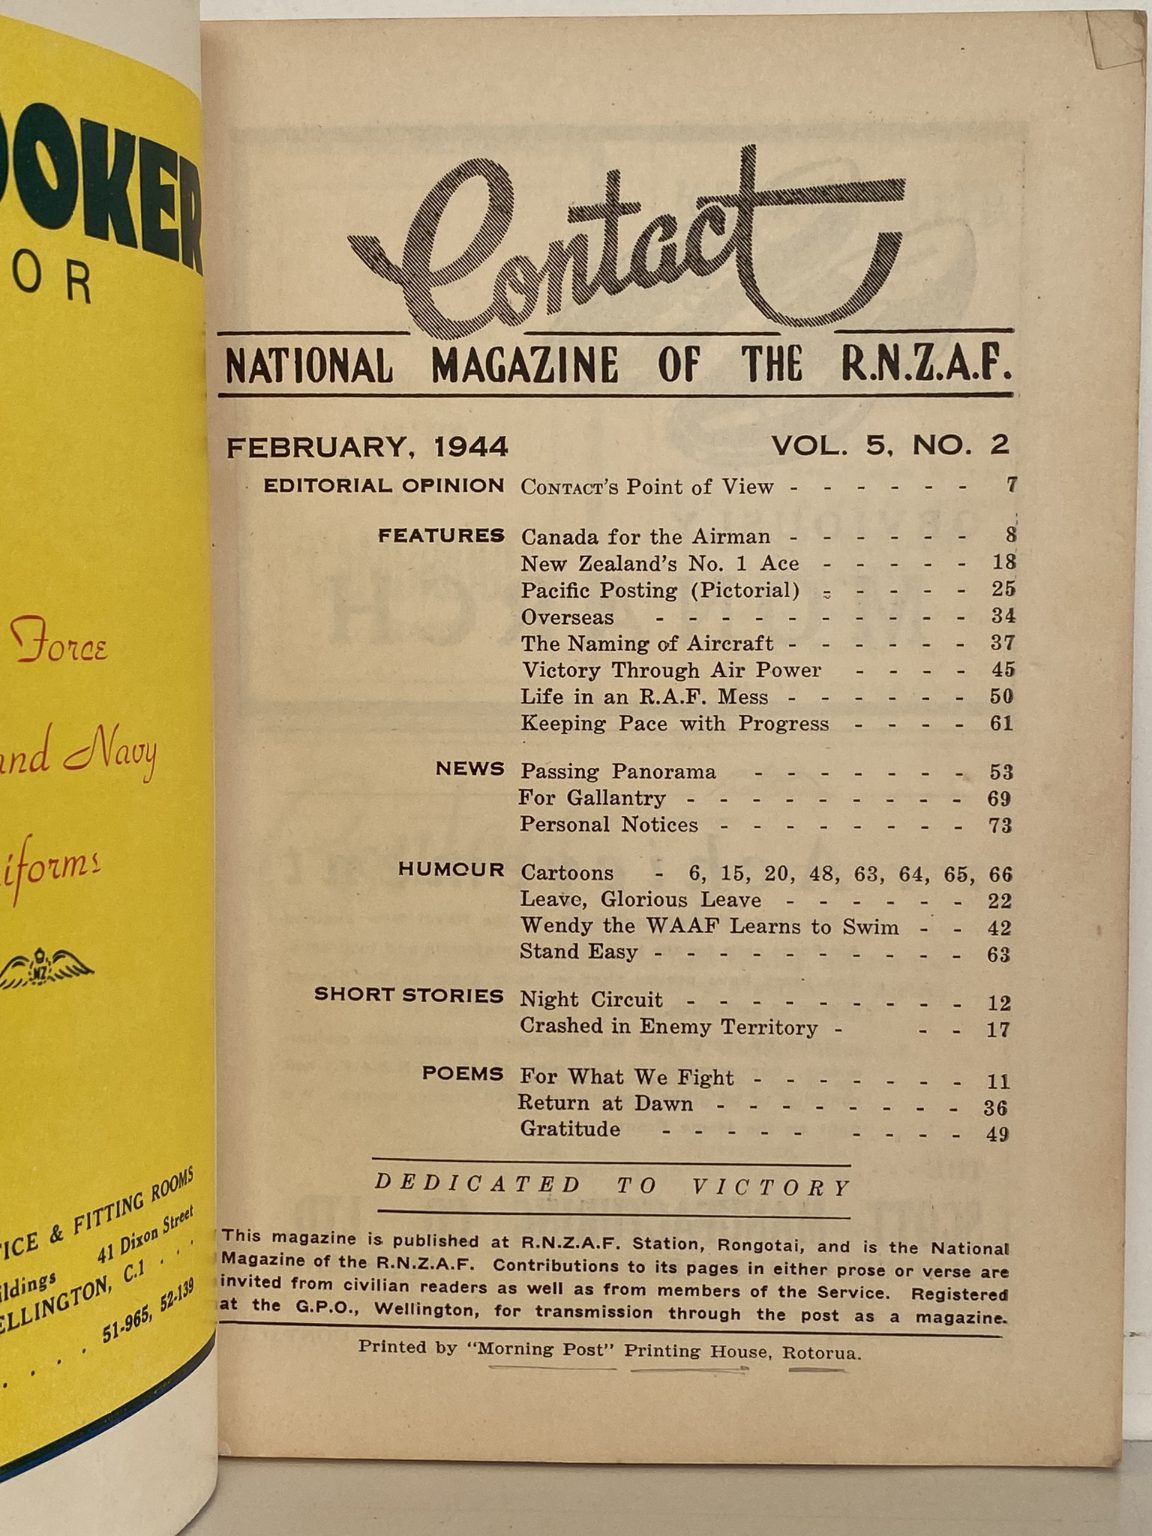 OOKER
OR
Force
and Navy
iforms
NZ
ICE & FITTING ROOMS
41 Dixon Street
ildings
ELLINGTON, C.1 . . .
. . . . 51-965, 52-139
Contact
NATIONAL MAGAZINE OF THE R.N.Z.A.F.
FEBRUARY, 1944 VOL. 5, NO. 2
EDITORIAL OPINION CONTACT'S Point of View - - - - - - 7
FEATURES Canada for the Airman - - - - - - 8
New Zealand's No. 1 Ace - - - - - 18
Pacific Posting (Pictorial) - - - - - 25
Overseas - - - - - - - - - - 34
The Naming of Aircraft - - - - - - 37
Victory Through Air Power - - - - 45
Life in an R.A.F. Mess - - - - - - 50
Keeping Pace with Progress - - - - 61
NEWS Passing Panorama - - - - - - - 53
For Gallantry - - - - - - - - - 69
Personal Notices - - - - - - - - 73
HUMOUR Cartoons - 6, 15, 20, 48, 63, 64, 65, 66
Leave, Glorious Leave - - - - - - 22
Wendy the WAAF Learns to Swim - - 42
Stand Easy - - - - - - - - - - 63
SHORT STORIES Night Circuit - - - - - - - - - 12
Crashed in Enemy Territory - - - 17
POEMS For What We Fight - - - - - - - 11
Return at Dawn - - - - - - - - 36
Gratitude - - - - - - - - - 49
DEDICATED TO VICTORY
This magazine is published at R.N.Z.A.F. Station, Rongotai, and is the National
Magazine of the R.N.Z.A.F. Contributions to its pages in either prose or verse are
invited from civilian readers as well as from members of the Service. Registered
at the G.P.O., Wellington, for transmission through the post as a magazine.
Printed by "Morning Post" Printing House, Rotorua.